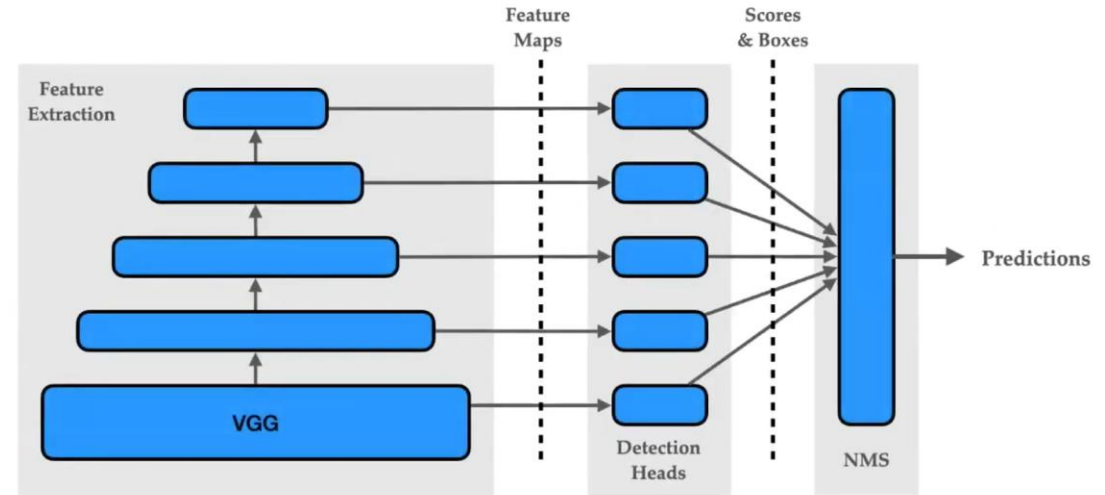 Feature
Maps
Scores
& Boxes
Feature
Extraction
VGG
Predictions
Detection
Heads
NMS